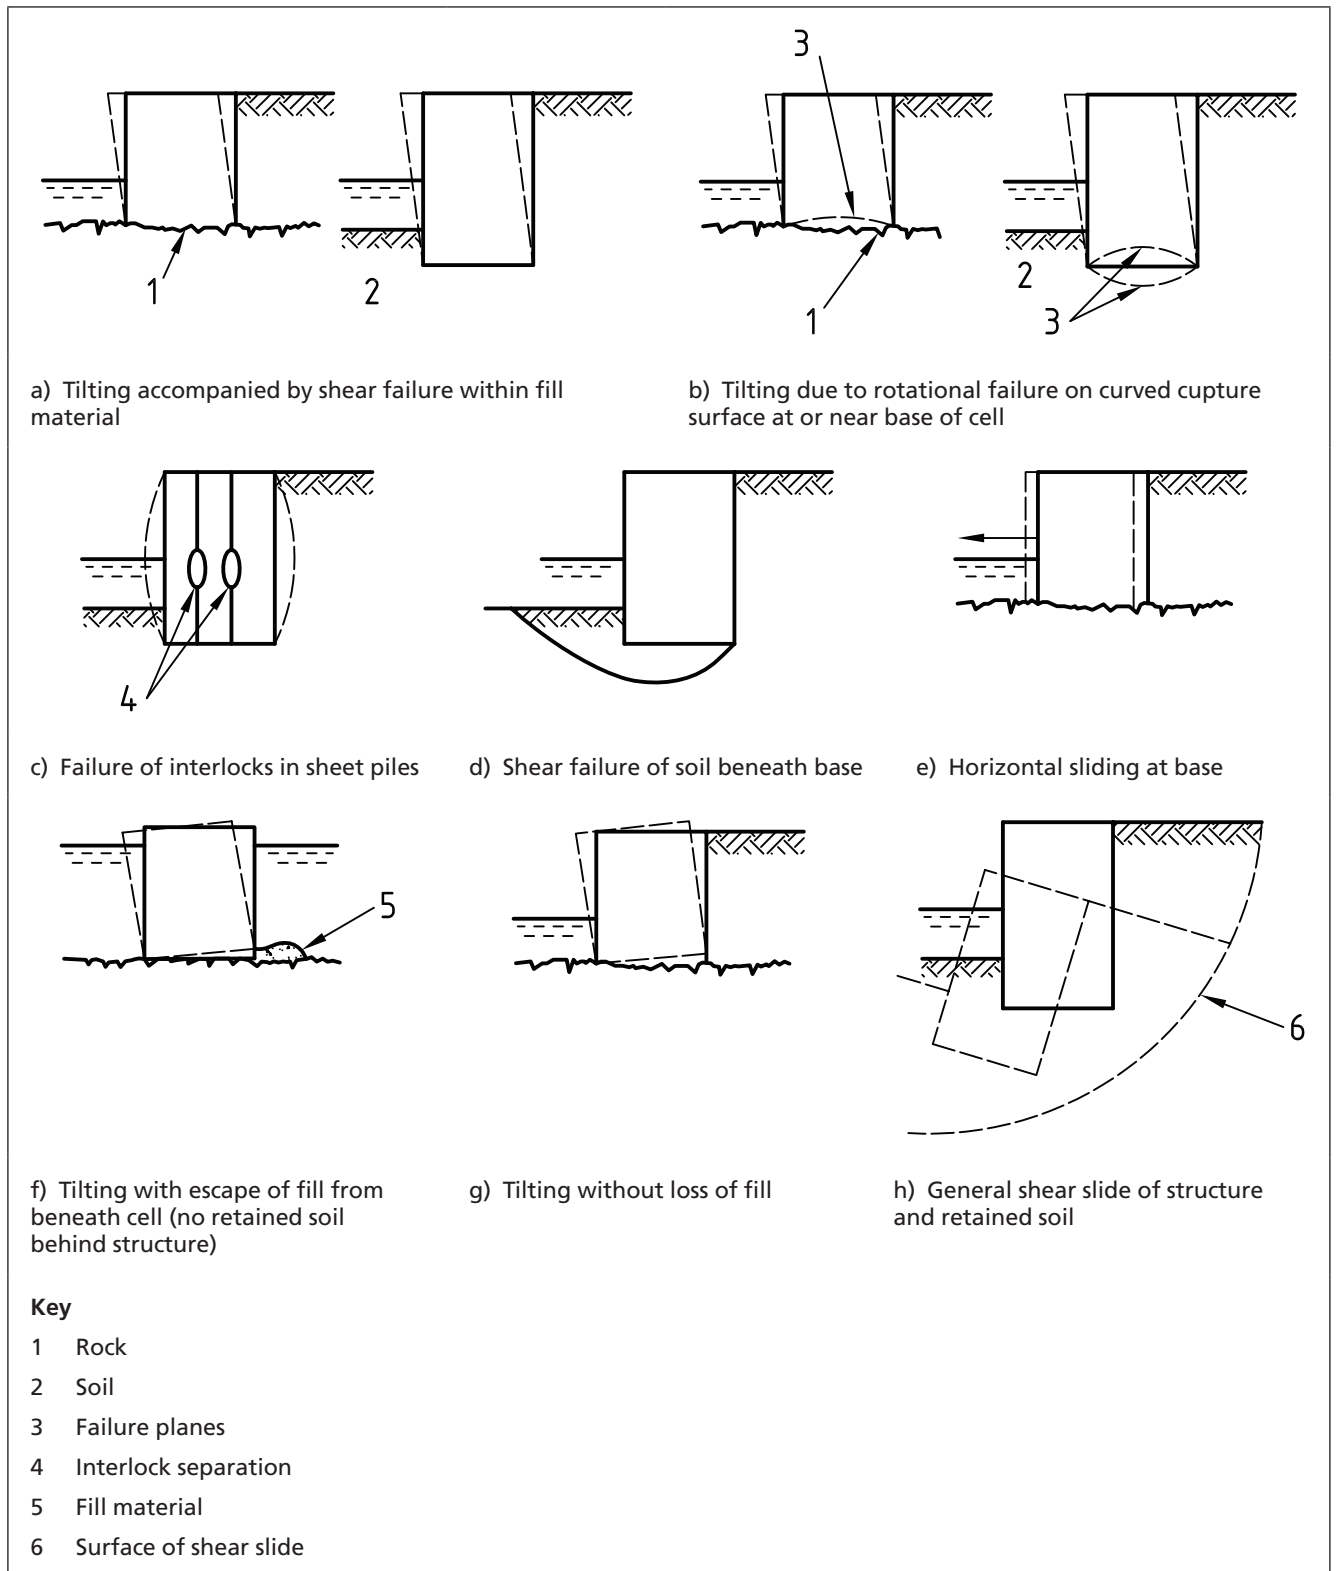 3
1
2
1
2
3
a) Tilting accompanied by shear failure within fill
material
b) Tilting due to rotational failure on curved cupture
surface at or near base of cell
4
c) Failure of interlocks in sheet piles
d) Shear failure of soil beneath base
e) Horizontal sliding at base
5
6
f) Tilting with escape of fill from
beneath cell (no retained soil
behind structure)
g) Tilting without loss of fill
h) General shear slide of structure
and retained soil
Key
1 Rock
2 Soil
3 Failure planes
4 Interlock separation
5 Fill material
6 Surface of shear slide